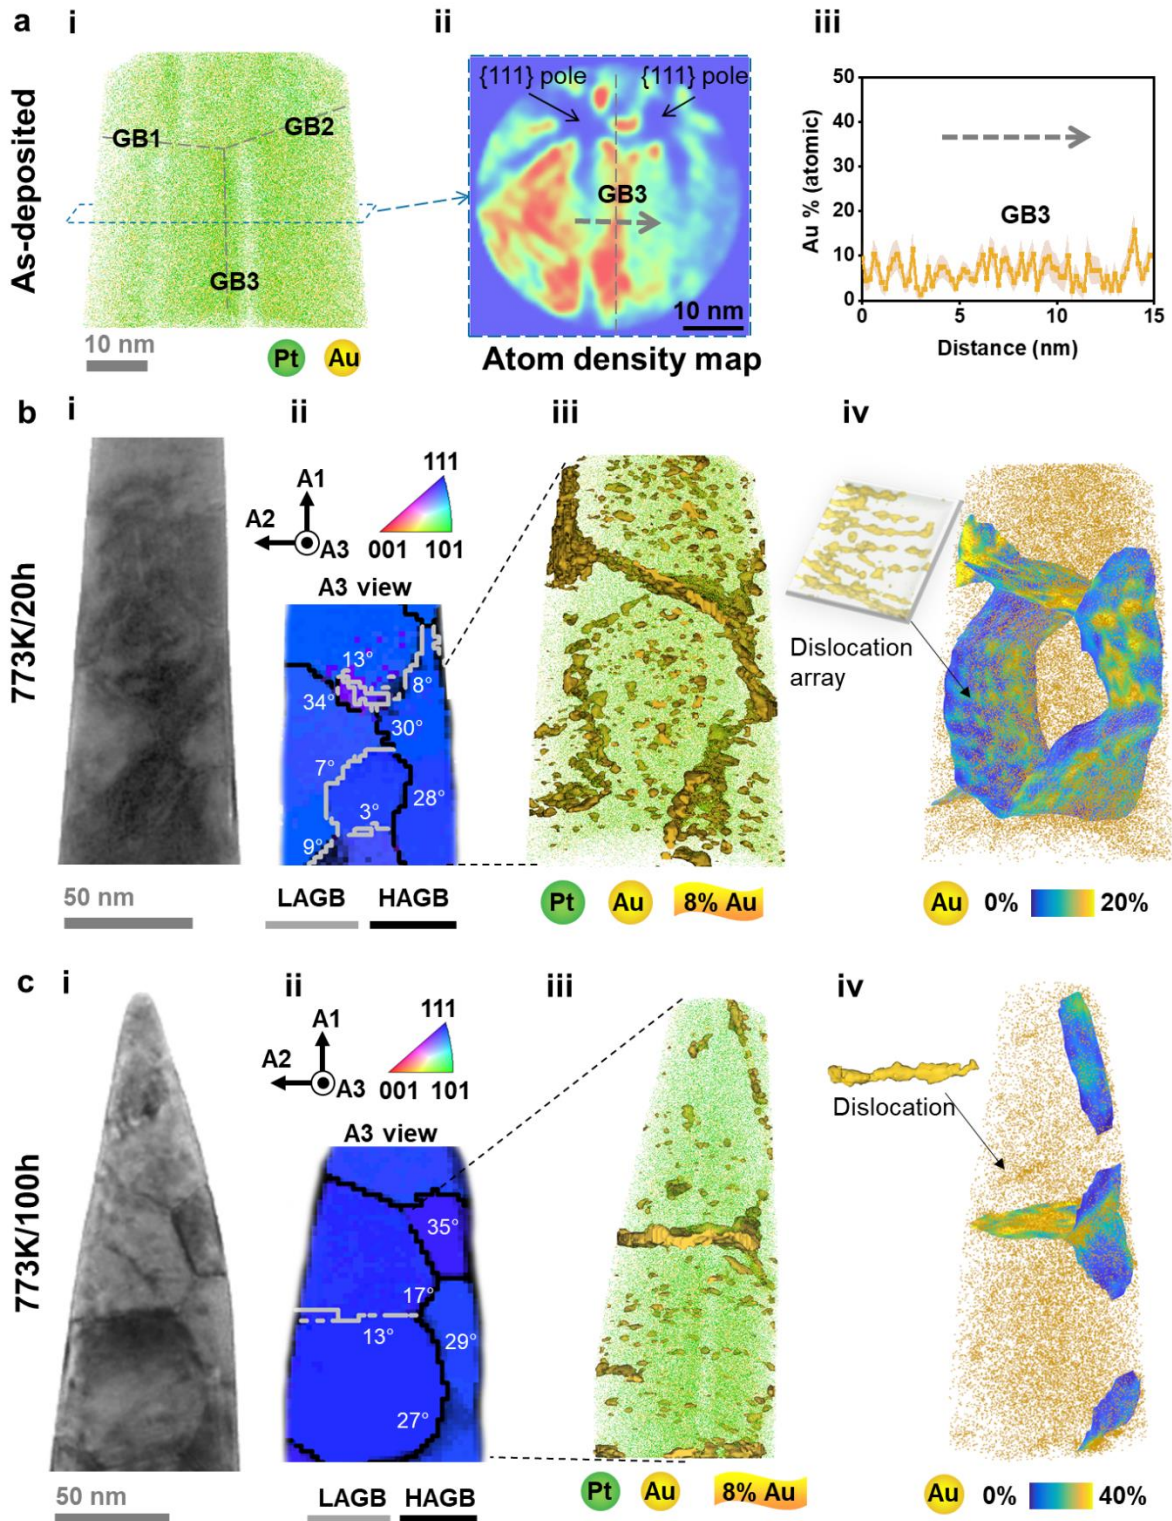 a
i
ii
iii
As-deposited
GB1
GB2
GB3
10 nm
Pt
Au
{111} pole
{111} pole
GB3
10 nm
Atom density map
Au % (atomic)
50
40
30
20
10
0
GB3
0
5
10
15
Distance (nm)
b
i
ii
iii
iv
773K/20h
50 nm
A1
A2
A3
111
001
101
A3 view
13°
8°
34°
30°
7°
28°
3°
9°
LAGB
HAGB
Pt
Au
8% Au
Dislocation
array
Au
0%
20%
c
i
ii
iii
iv
773K/100h
50 nm
A1
A2
A3
111
001
101
A3 view
35°
17°
13°
29°
27°
LAGB
HAGB
Pt
Au
8% Au
Dislocation
Au
0%
40%